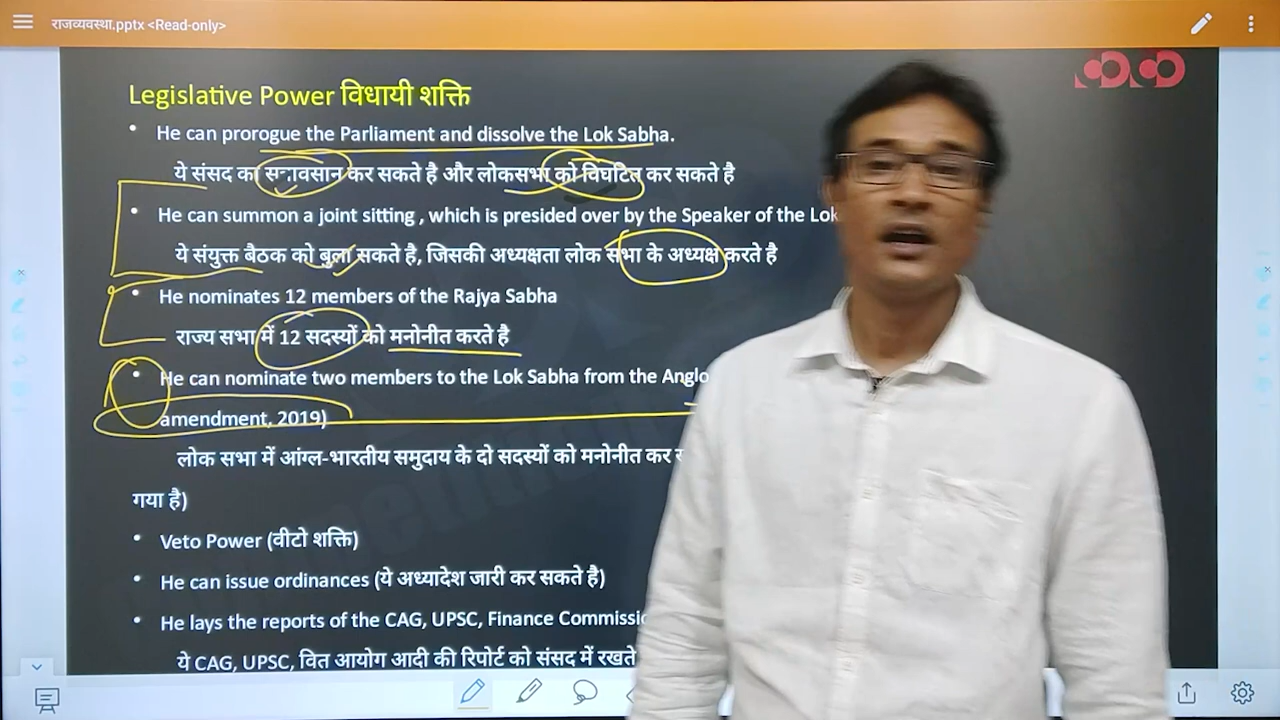 राजव्यवस्था.pptx <Read-only>
Legislative Power विधायी शक्ति
• He can prorogue the Parliament and dissolve the Lok Sabha.
ये संसद का सत्रावसान कर सकते है और लोकसभा को विघटित कर सकते है
• He can summon a joint sitting , which is presided over by the Speaker of the Lok
ये संयुक्त बैठक को बुला सकते है, जिसकी अध्यक्षता लोक सभा के अध्यक्ष करते है
• He nominates 12 members of the Rajya Sabha
राज्य सभा में 12 सदस्यों को मनोनीत करते है
• He can nominate two members to the Lok Sabha from the Anglo
amendment, 2019)
लोक सभा में आंग्ल-भारतीय समुदाय के दो सदस्यों को मनोनीत कर
गया है)
• Veto Power (वीटो शक्ति)
• He can issue ordinances (ये अध्यादेश जारी कर सकते है)
• He lays the reports of the CAG, UPSC, Finance
ये CAG, UPSC, वित आयोग आदी की रिपोर्ट को संसद में रखते